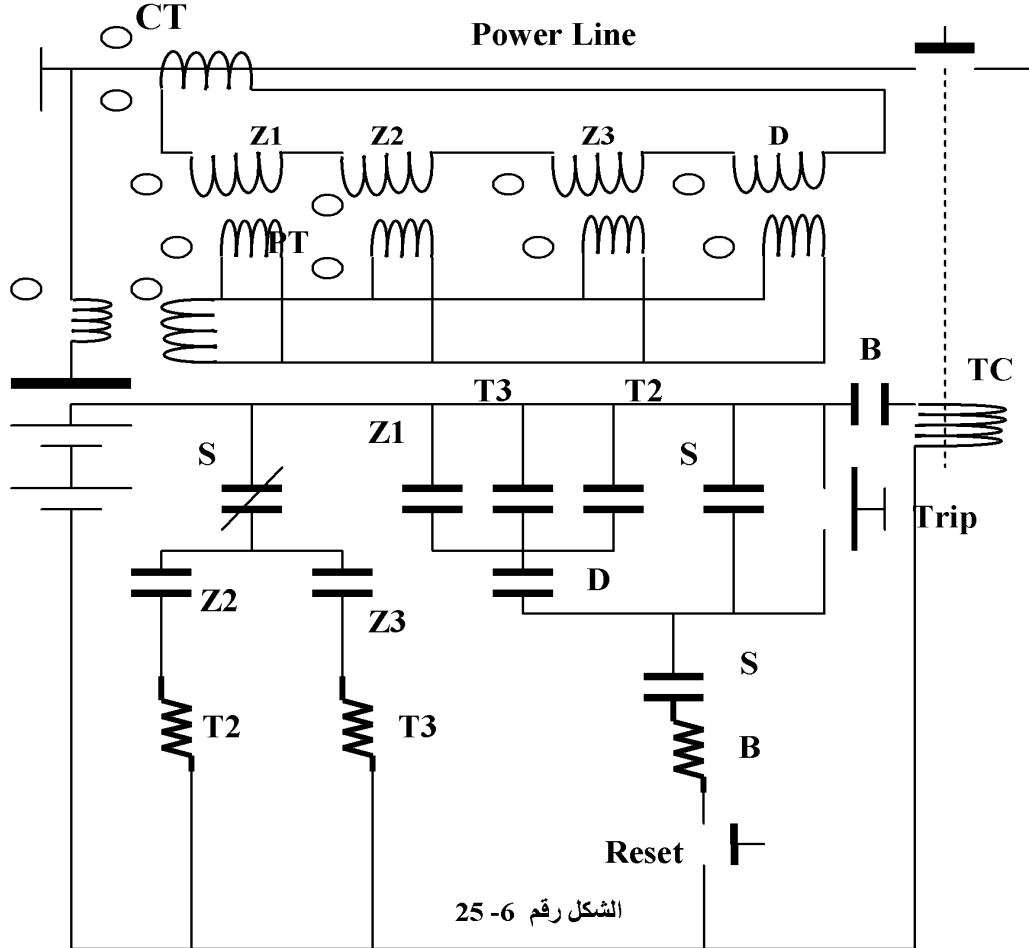 CT
Power Line
Z1
Z2
Z3
D
PT
B
TC
T3
T2
Z1
S
S
Trip
D
Z2
Z3
S
T2
T3
B
Reset
الشكل رقم 6- 25